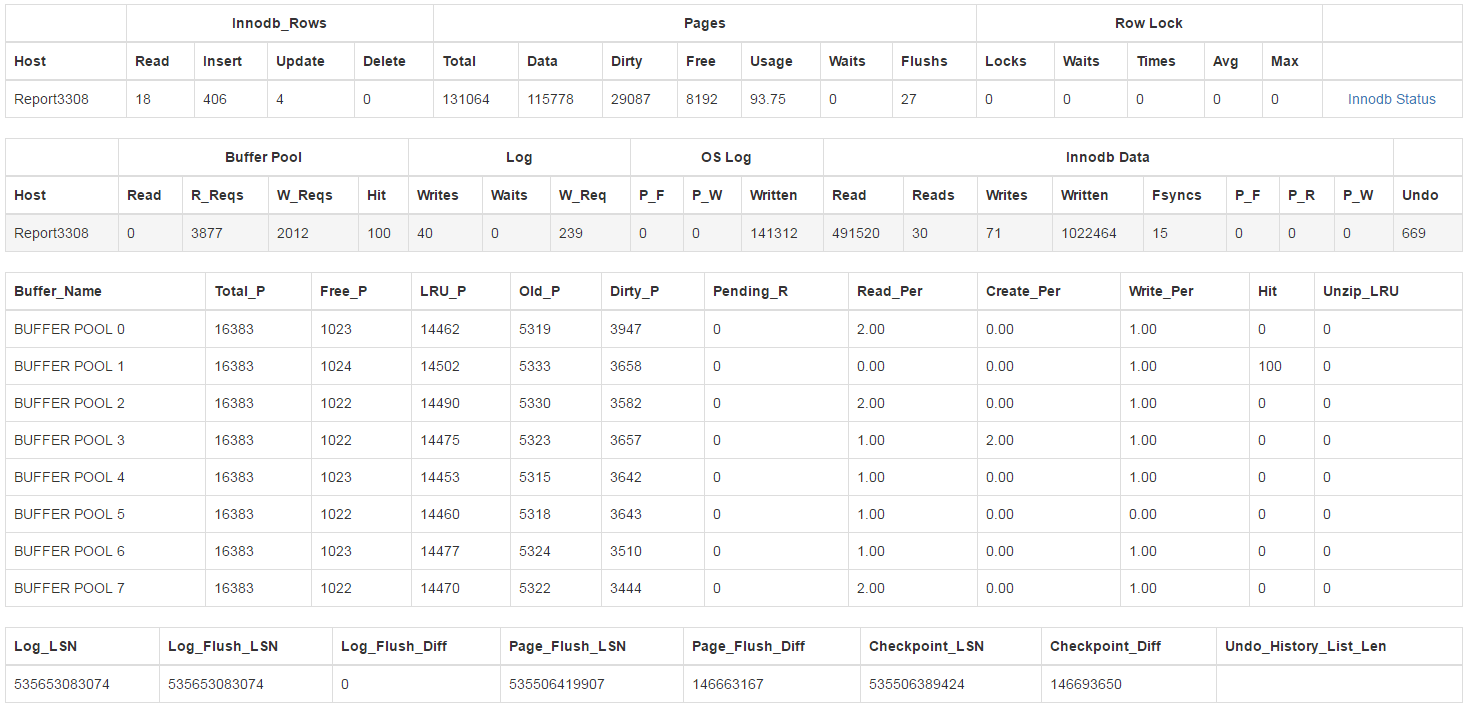 Innodb_Rows Pages Row Lock
Host Read Insert Update Delete Total Data Dirty Free Usage Waits Flushs Locks Waits Times Avg Max
Report3308 18 406 4 0 131064 115778 29087 8192 93.75 0 27 0 0 0 0 0 Innodb Status
Buffer Pool Log OS Log Innodb Data
Host Read R_Reqs W_Reqs Hit Writes Waits W_Req P_F P_W Written Read Reads Writes Written Fsyncs P_F P_R P_W Undo
Report3308 0 3877 2012 100 40 0 239 0 0 141312 491520 30 71 1022464 15 0 0 0 669
Buffer_Name Total_P Free_P LRU_P Old_P Dirty_P Pending_R Read_Per Create_Per Write_Per Hit Unzip_LRU
BUFFER POOL 0 16383 1023 14462 5319 3947 0 2.00 0.00 1.00 0 0
BUFFER POOL 1 16383 1024 14502 5333 3658 0 0.00 0.00 1.00 100 0
BUFFER POOL 2 16383 1022 14490 5330 3582 0 2.00 0.00 1.00 0 0
BUFFER POOL 3 16383 1022 14475 5323 3657 0 1.00 2.00 1.00 0 0
BUFFER POOL 4 16383 1023 14453 5315 3642 0 1.00 0.00 1.00 0 0
BUFFER POOL 5 16383 1022 14460 5318 3643 0 1.00 0.00 0.00 0 0
BUFFER POOL 6 16383 1023 14477 5324 3510 0 1.00 0.00 1.00 0 0
BUFFER POOL 7 16383 1022 14470 5322 3444 0 2.00 0.00 1.00 0 0
Log_LSN Log_Flush_LSN Log_Flush_Diff Page_Flush_LSN Page_Flush_Diff Checkpoint_LSN Checkpoint_Diff Undo_History_List_Len
535653083074 535653083074 0 535506419907 146663167 535506389424 146693650